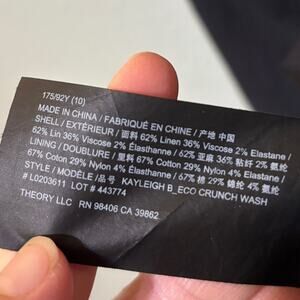 175/92Y (10)
MADE IN CHINA / FABRIQUÉ EN CHINE / 产地 中国
SHELL / EXTÉRIEUR / 面料 62% Linen 36% Viscose 2% Elastane /
62% Lin 36% Viscose 2% Élasthanne / 62% 亚麻 36% 粘纤 2% 氨纶
LINING / DOUBLURE / 里料 67% Cotton 29% Nylon 4% Elastane /
67% Coton 29% Nylon 4% Élasthanne / 67% 棉 29% 锦纶 4% 氨纶
STYLE / MODÈLE / 品号 KAYLEIGH B_ECO CRUNCH WASH
# L0203611 LOT # 443774
THEORY LLC RN 98406 CA 39862